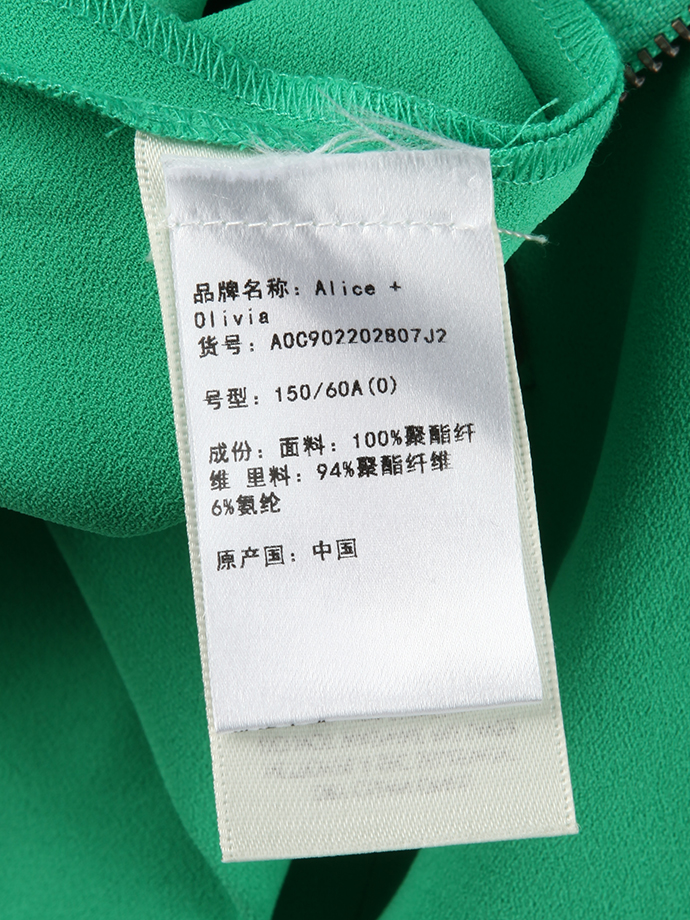 品牌名称: Alice +
Olivia
货号: AOC902202807J2
号型: 150/60A(0)
成份: 面料: 100%聚酯纤
维 里料: 94%聚酯纤维
6%氨纶
原产国: 中国